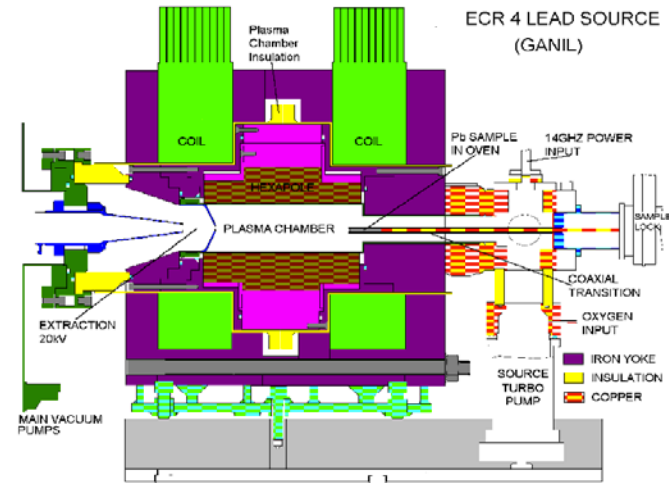 ECR 4 LEAD SOURCE
(GANIL)
Plasma
Chamber
Insulation
COIL
COIL
Pb SAMPLE
IN OVEN
14GHZ POWER
INPUT
HEXAPOLE
PLASMA CHAMBER
SAMPLE
LOCK
EXTRACTION
20kV
COAXIAL
TRANSITION
OXYGEN
INPUT
MAIN VACUUM
PUMPS
SOURCE
TURBO
PUMP
IRON YOKE
INSULATION
COPPER